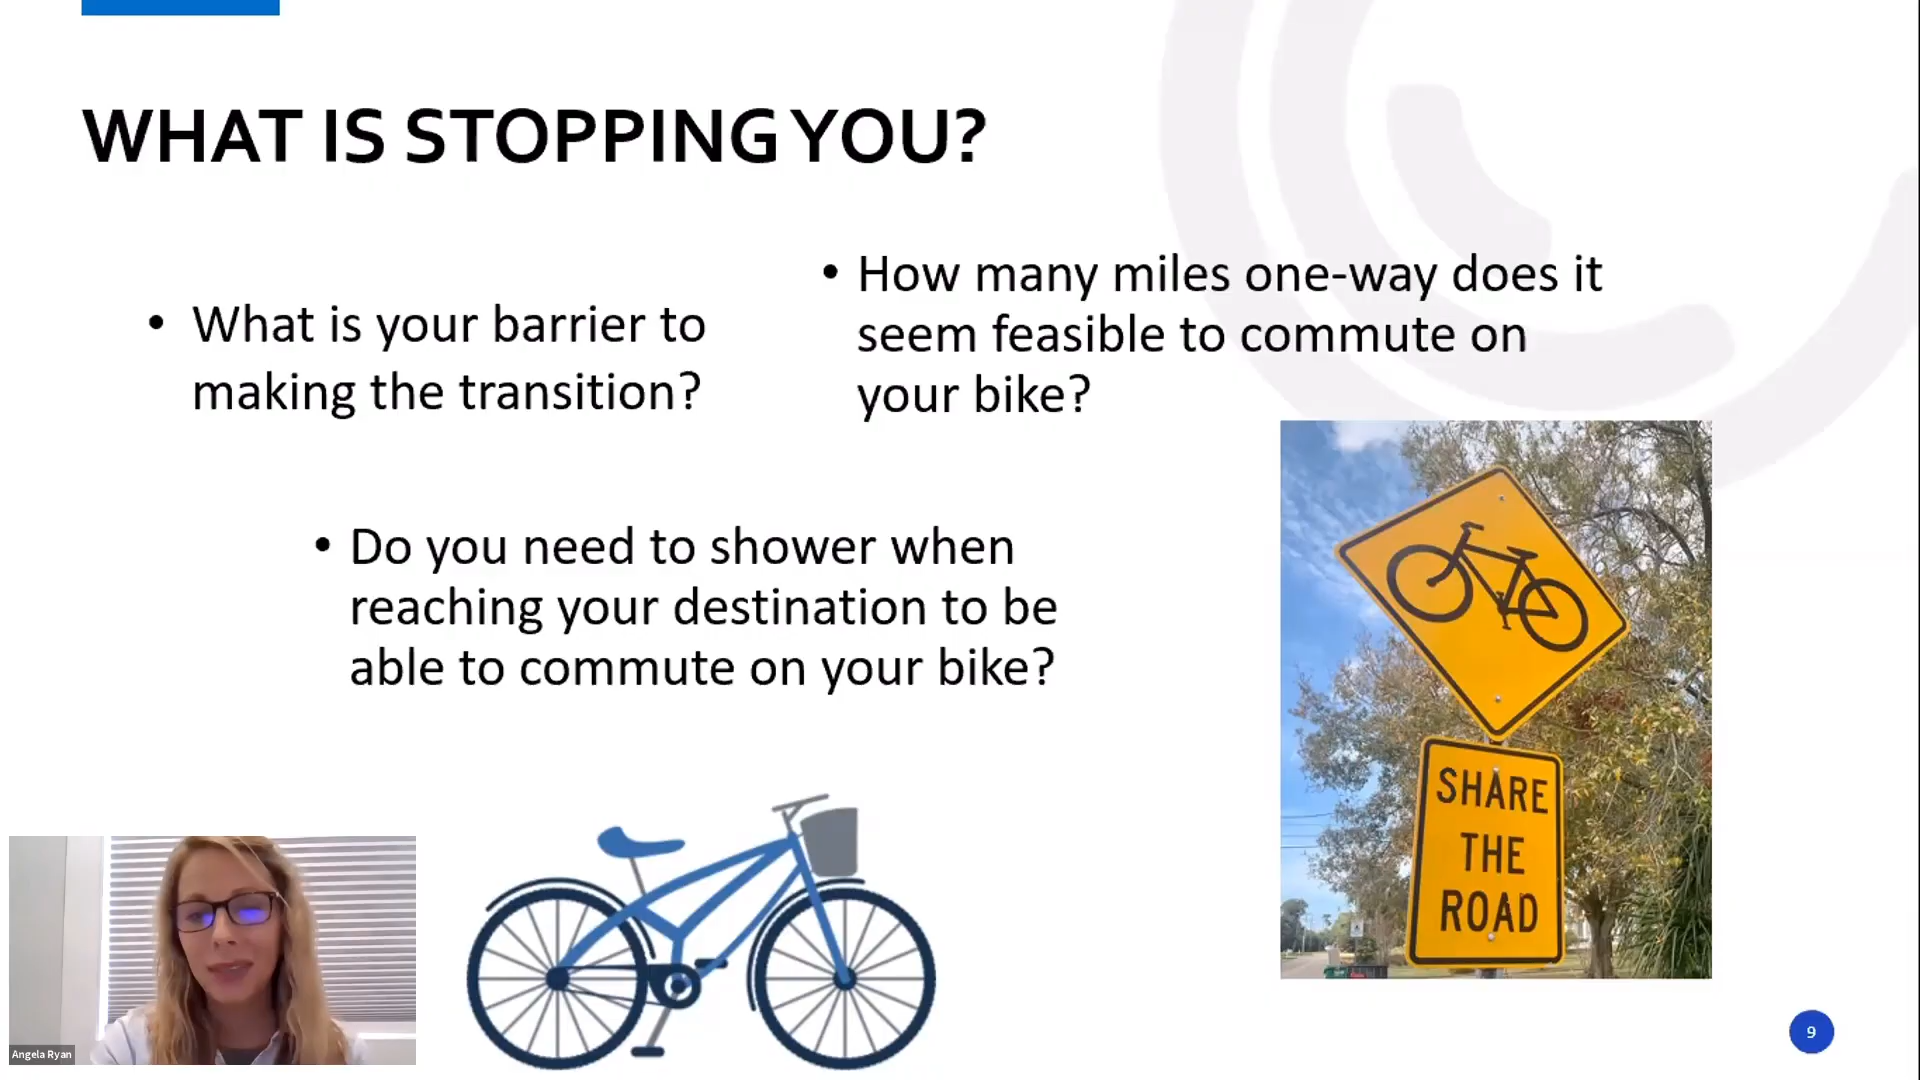 WHAT IS STOPPING YOU?
• What is your barrier to
making the transition?
• How many miles one-way does it
seem feasible to commute on
your bike?
• Do you need to shower when
reaching your destination to be
able to commute on your bike?
SHARE
THE
ROAD
Angela Ryan
9